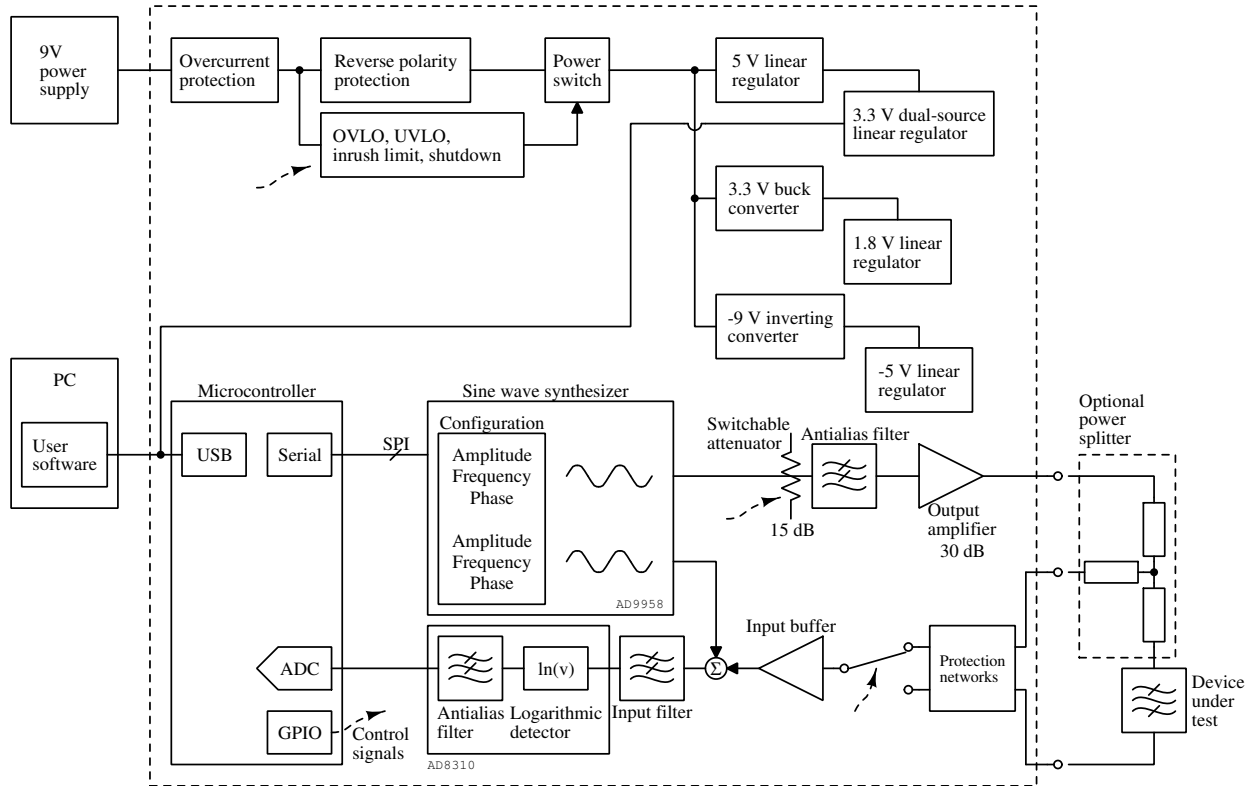 9V
power
supply
Overcurrent
protection
Reverse polarity
protection
Power
switch
5 V linear
regulator
3.3 V dual-source
linear regulator
OVLO, UVLO,
inrush limit, shutdown
3.3 V buck
converter
1.8 V linear
regulator
-9 V inverting
converter
-5 V linear
regulator
PC
User
software
Microcontroller
USB
Serial
SPI
Sine wave synthesizer
Configuration
Amplitude
Frequency
Phase
Amplitude
Frequency
Phase
AD9958
Switchable
attenuator
15 dB
Antialias filter
Output
amplifier
30 dB
Optional
power
splitter
ADC
GPIO
Control
signals
Antialias
filter
ln(v)
Logarithmic
detector
AD8310
Input filter
Σ
Input buffer
Protection
networks
Device
under
test